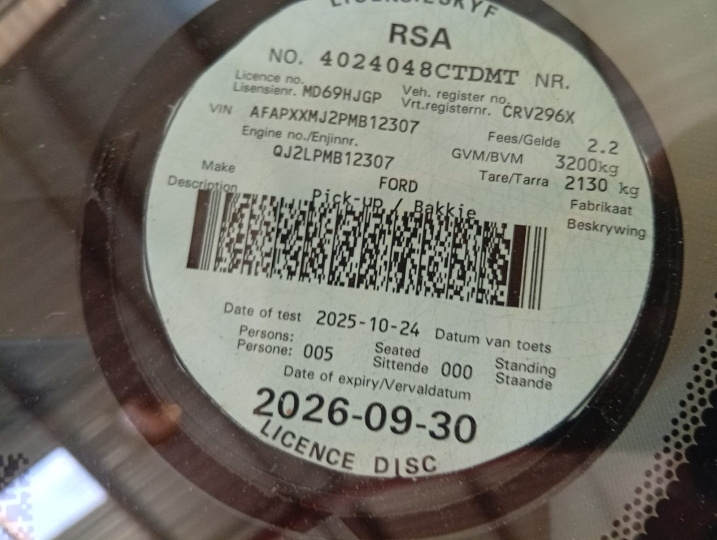 LISENSIESKYF
RSA
NO. 4024048CTDMT NR.
Licence no. Veh. register no.
Lisensienr. MD69HJGP Vrt.registernr. CRV296X
VIN AFAPXXMJ2PMB12307 Fees/Gelde 2.2
Engine no./Enjinnr. GVM/BVM 3200kg
QJ2LPMB12307 Tare/Tarra 2130 kg
Make FORD Fabrikaat
Description Pick-up / Bakkie Beskrywing
Date of test 2025-10-24 Datum van toets
Persons: Seated Standing
Persone: 005 Sittende 000 Staande
Date of expiry/Vervaldatum
2026-09-30
LICENCE DISC